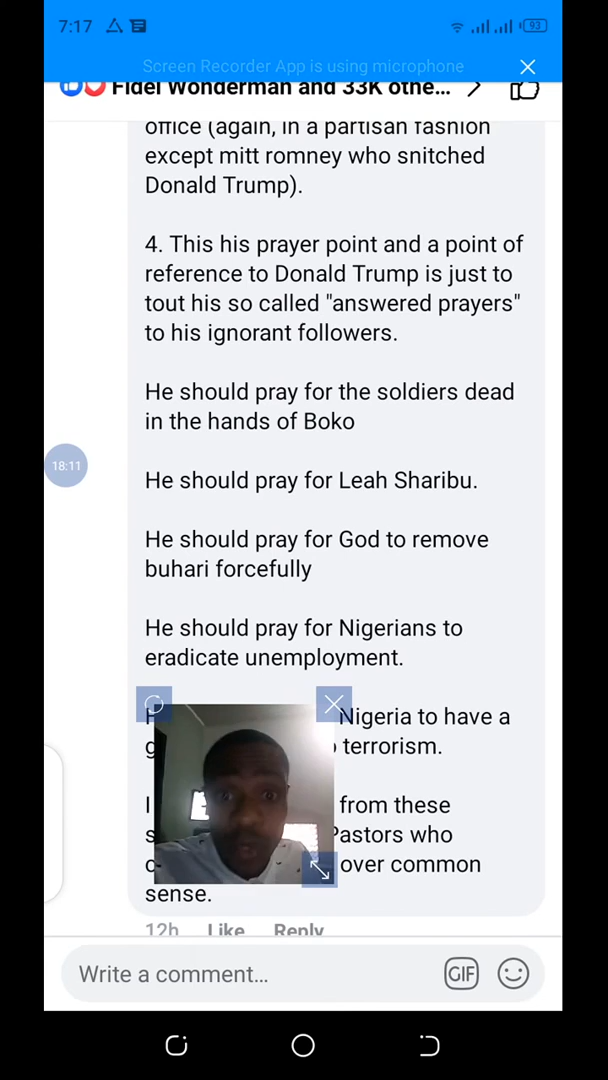 7:17
93
Screen Recorder App is using microphone
Fidel Wonderman and 33K othe...
office (again, in a partisan fashion
except mitt romney who snitched
Donald Trump).
4. This his prayer point and a point of
reference to Donald Trump is just to
tout his so called "answered prayers"
to his ignorant followers.
He should pray for the soldiers dead
in the hands of Boko
18:11
He should pray for Leah Sharibu.
He should pray for God to remove
buhari forcefully
He should pray for Nigerians to
eradicate unemployment.
Nigeria to have a
terrorism.
I from these
Pastors who
over common
sense.
12h Like Reply
Write a comment...
GIF